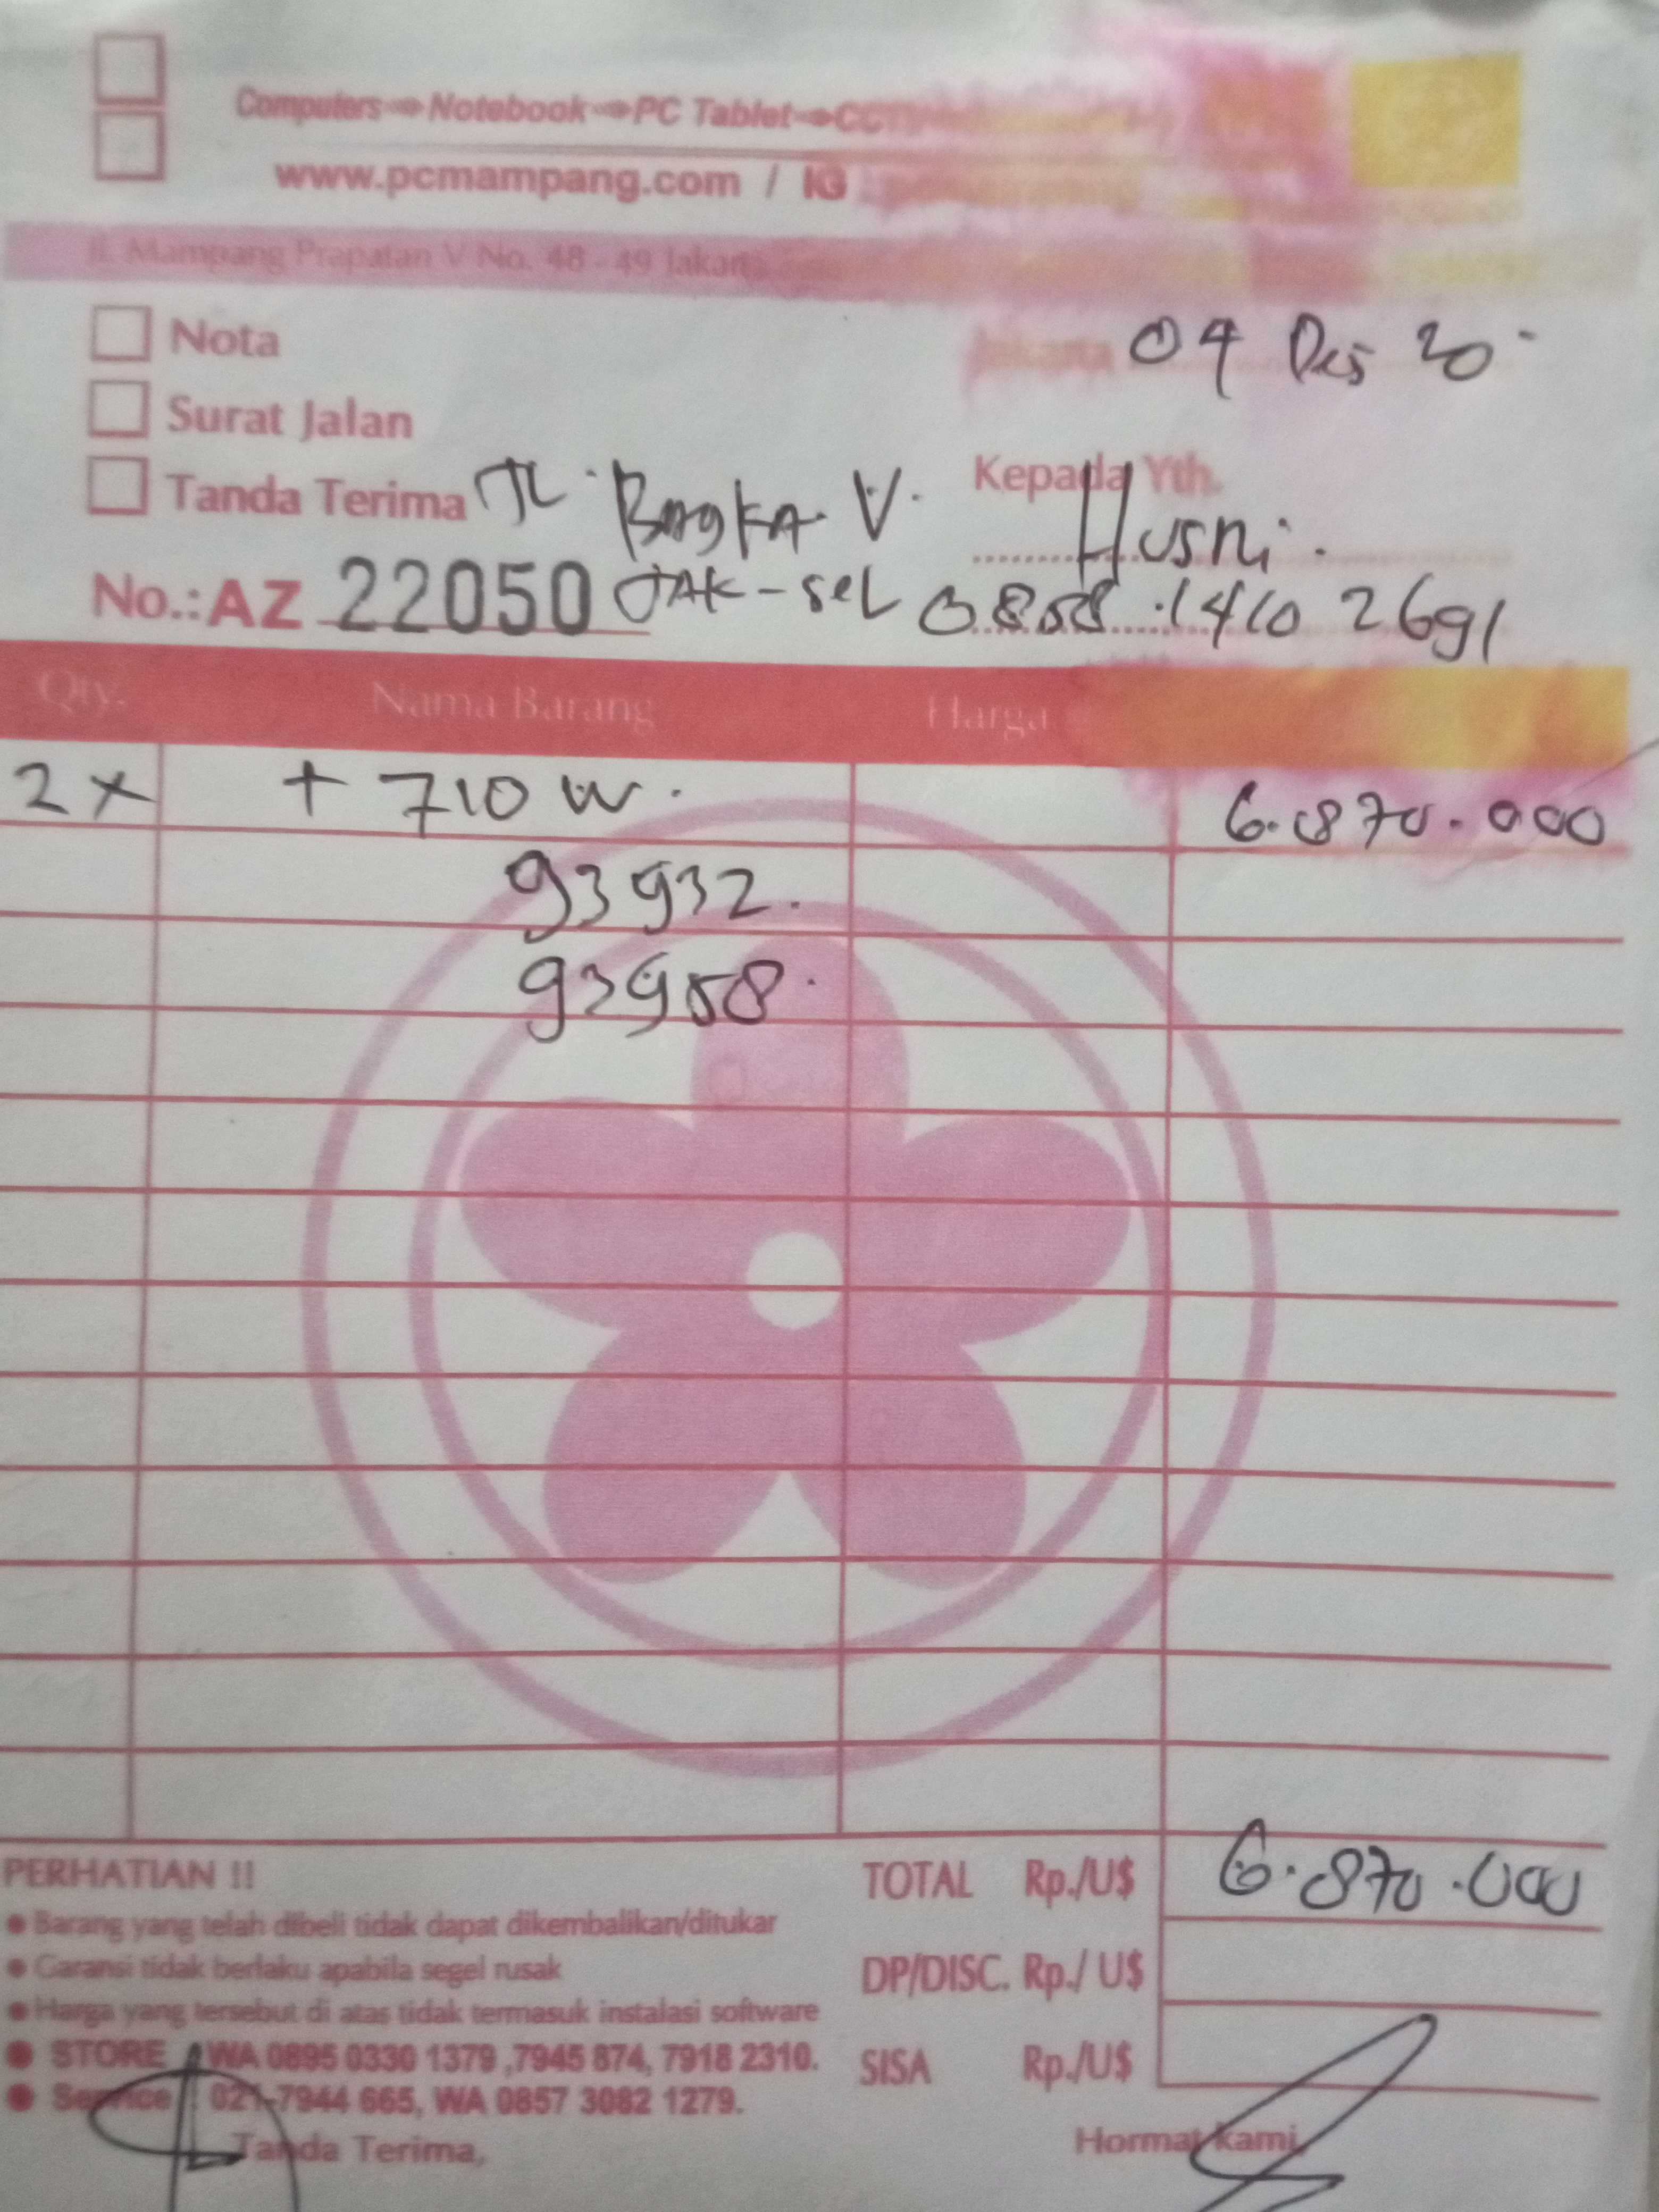 Computers Notebook PC Tablet
www.pcmampang.com / IG
Jl. Mampang Prapatan V No. 48 - 49 Jakarta
Nota
Jakarta 04 Des 20
Surat Jalan
Tanda Terima JL. Bangka V. Kepada Yth.
Husni.
No.: AZ 22050 JAK-SeL 0858 1410 2691
Qty. Nama Barang Harga
2x + 710 W. 6.870.000
93932.
93958.
PERHATIAN !! TOTAL Rp./U$ 6.870.000
Barang yang telah dibeli tidak dapat dikembalikan/ditukar
Garansi tidak berlaku apabila segel rusak DP/DISC. Rp./ U$
Harga yang tersebut di atas tidak termasuk instalasi software
STORE : WA 0895 0330 1379 ,7945 874, 7918 2310. SISA Rp./U$
Service : 021-7944 665, WA 0857 3082 1279.
Tanda Terima, Hormat kami,